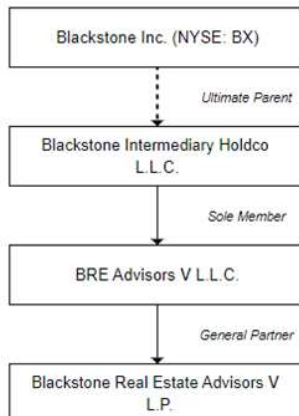 Blackstone Inc. (NYSE: BX)
Ultimate Parent
Blackstone Intermediary Holdco
L.L.C.
Sole Member
BRE Advisors V L.L.C.
General Partner
Blackstone Real Estate Advisors V
L.P.